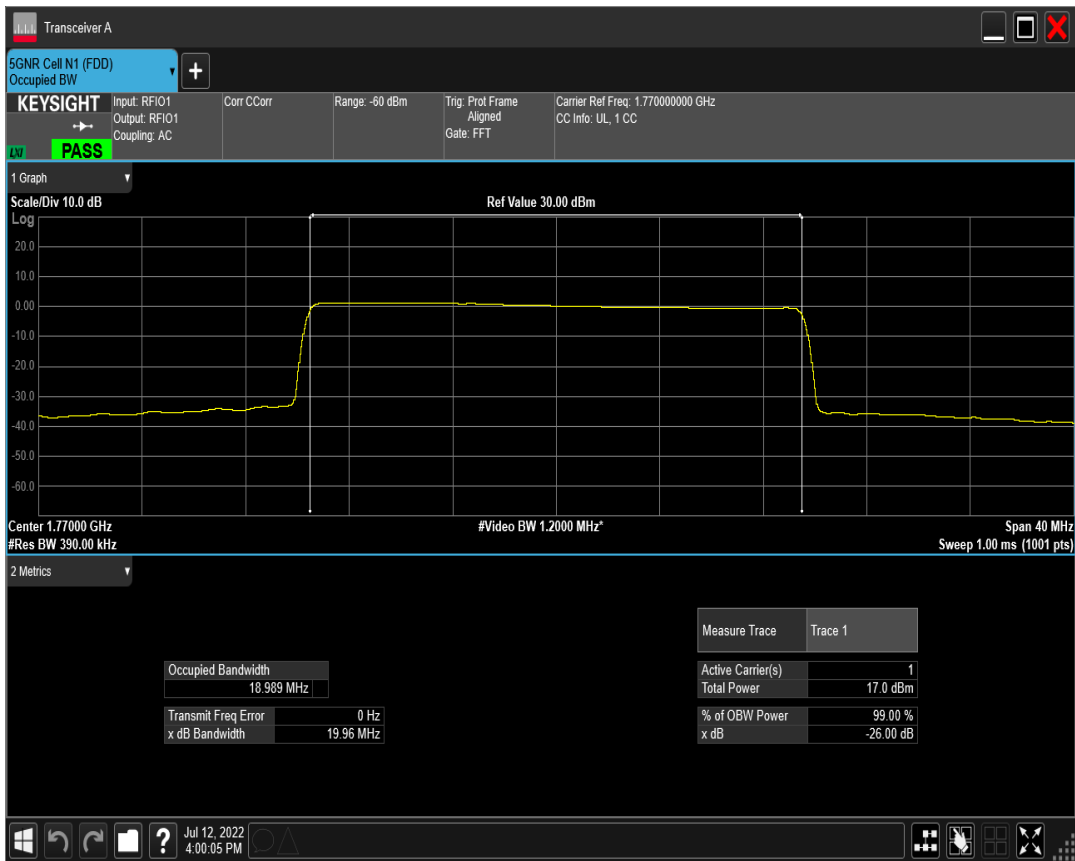 Transceiver A
5GNR Cell N1 (FDD)
Occupied BW
+
KEYSIGHT
LXI
PASS
Input: RFIO1
Output: RFIO1
Coupling: AC
Corr CCorr
Range: -60 dBm
Trig: Prot Frame
Aligned
Gate: FFT
Carrier Ref Freq: 1.770000000 GHz
CC Info: UL, 1 CC
1 Graph
Scale/Div 10.0 dB
Ref Value 30.00 dBm
Log
20.0
10.0
0.00
-10.0
-20.0
-30.0
-40.0
-50.0
-60.0
Center 1.77000 GHz
#Video BW 1.2000 MHz*
Span 40 MHz
#Res BW 390.00 kHz
Sweep 1.00 ms (1001 pts)
2 Metrics
Measure Trace Trace 1
Occupied Bandwidth
18.989 MHz
Active Carrier(s) 1
Total Power 17.0 dBm
Transmit Freq Error 0 Hz
x dB Bandwidth 19.96 MHz
% of OBW Power 99.00 %
x dB -26.00 dB
?
Jul 12, 2022
4:00:05 PM